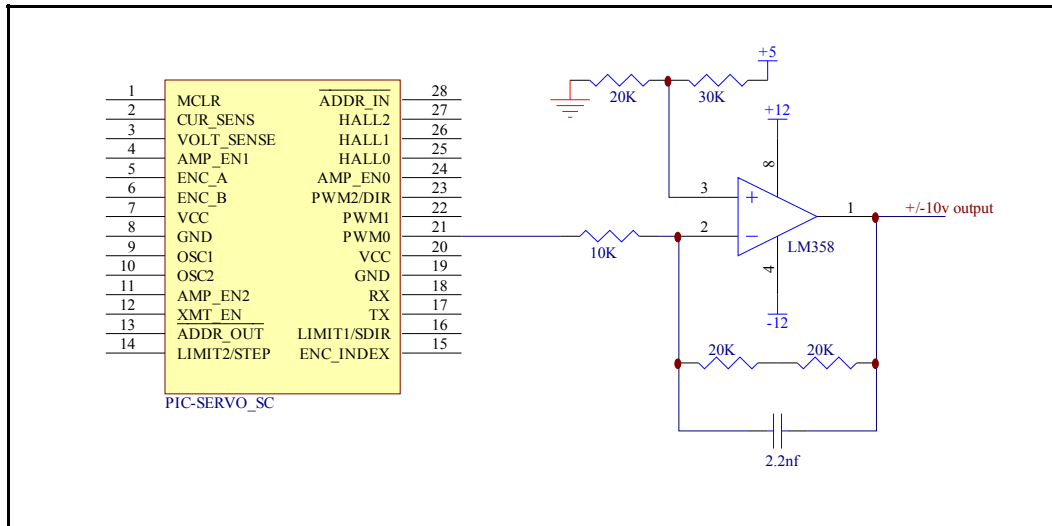 +5
20K 30K
+12
8
3
+
2
−
1
+/-10v output
10K
LM358
4
-12
20K 20K
2.2nf
1 MCLR ADDR_IN 28
2 CUR_SENS HALL2 27
3 VOLT_SENSE HALL1 26
4 AMP_EN1 HALL0 25
5 ENC_A AMP_EN0 24
6 ENC_B PWM2/DIR 23
7 VCC PWM1 22
8 GND PWM0 21
9 OSC1 VCC 20
10 OSC2 GND 19
11 AMP_EN2 RX 18
12 XMT_EN TX 17
13 ADDR_OUT LIMIT1/SDIR 16
14 LIMIT2/STEP ENC_INDEX 15
PIC-SERVO_SC